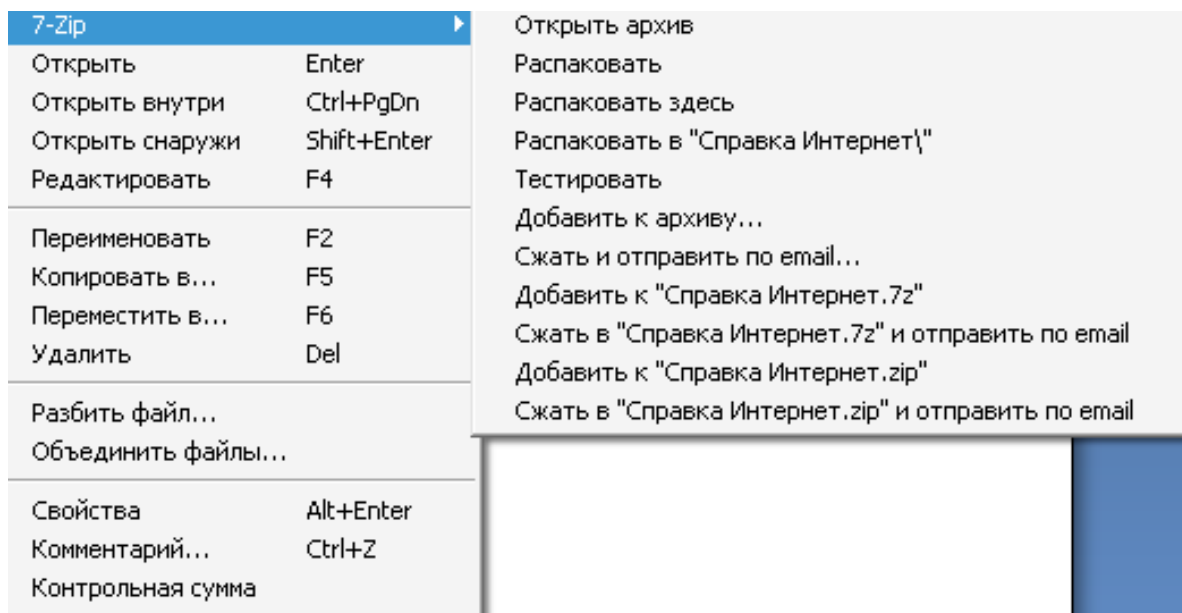 7-Zip
Открыть Enter
Открыть внутри Ctrl+PgDn
Открыть снаружи Shift+Enter
Редактировать F4
Переименовать F2
Копировать в... F5
Переместить в... F6
Удалить Del
Разбить файл...
Объединить файлы...
Свойства Alt+Enter
Комментарий... Ctrl+Z
Контрольная сумма
Открыть архив
Распаковать
Распаковать здесь
Распаковать в "Справка Интернет\"
Тестировать
Добавить к архиву...
Сжать и отправить по email...
Добавить к "Справка Интернет.7z"
Сжать в "Справка Интернет.7z" и отправить по email
Добавить к "Справка Интернет.zip"
Сжать в "Справка Интернет.zip" и отправить по email